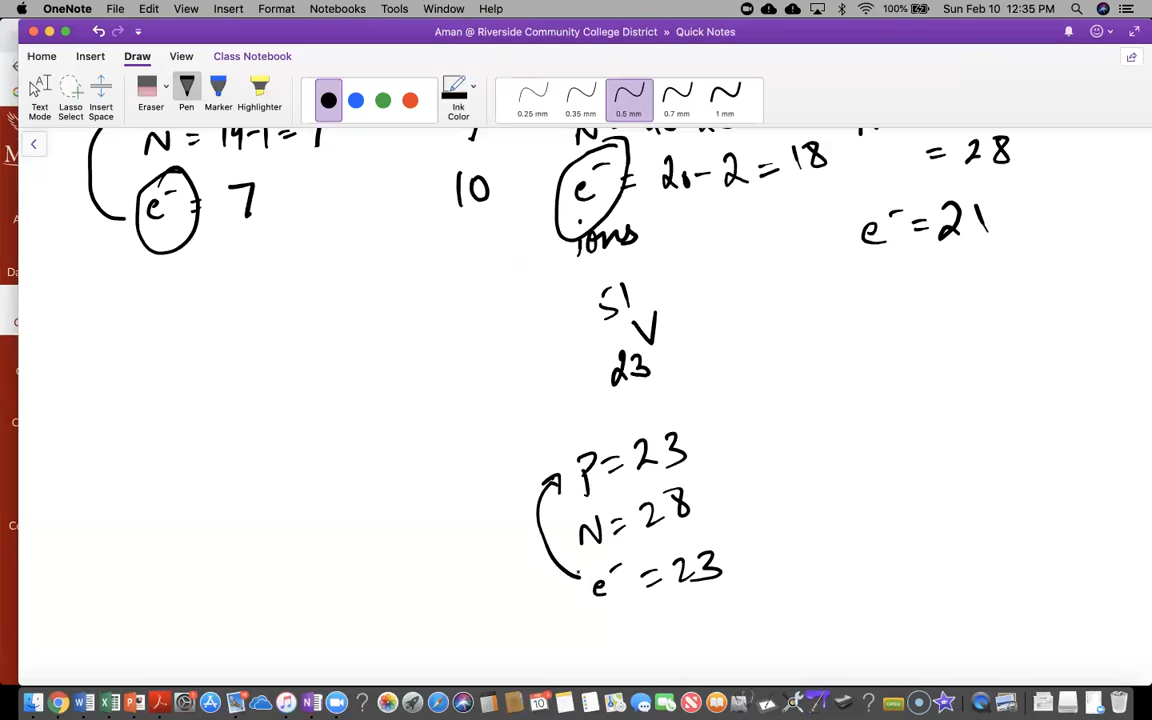 OneNote File Edit View Insert Format Notebooks Tools Window Help 100% Sun Feb 10 12:35 PM
Aman @ Riverside Community College District » Quick Notes
Home Insert Draw View Class Notebook
Text Mode Lasso Select Insert Space Eraser Pen Marker Highlighter Ink Color 0.25 mm 0.35 mm 0.5 mm 0.7 mm 1 mm
N = 14-1 = 7
= 28
e⁻ = 7
10
e⁻ = 20 - 2 = 18
e⁻ = 21
ions
51
V
23
P = 23
N = 28
e⁻ = 23